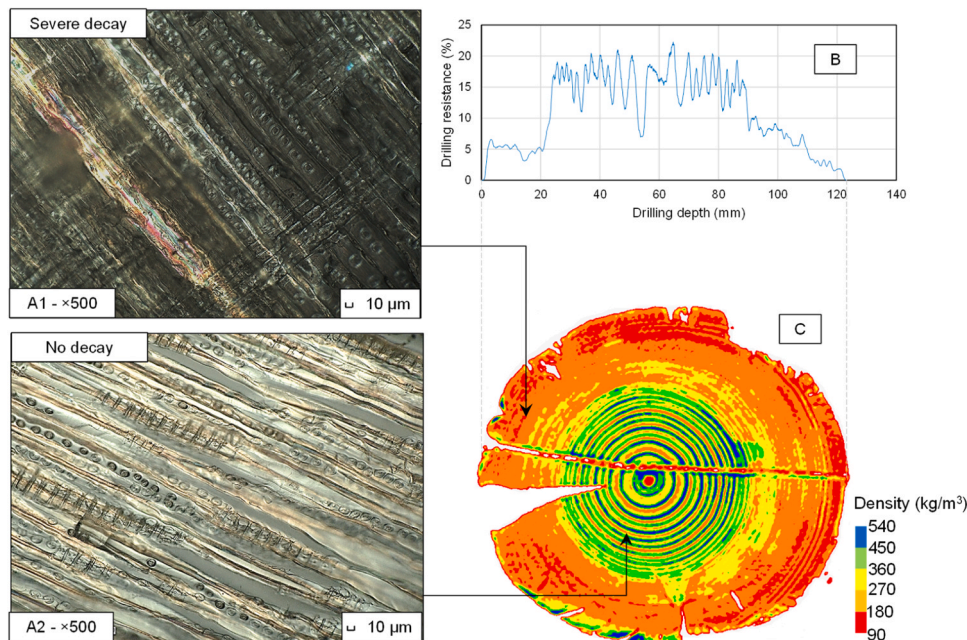 Severe decay
A1 - ×500
10 µm
No decay
A2 - ×500
10 µm
Drilling resistance (%)
25
20
15
10
5
0
B
0 20 40 60 80 100 120 140
Drilling depth (mm)
C
Density (kg/m³)
540
450
360
270
180
90